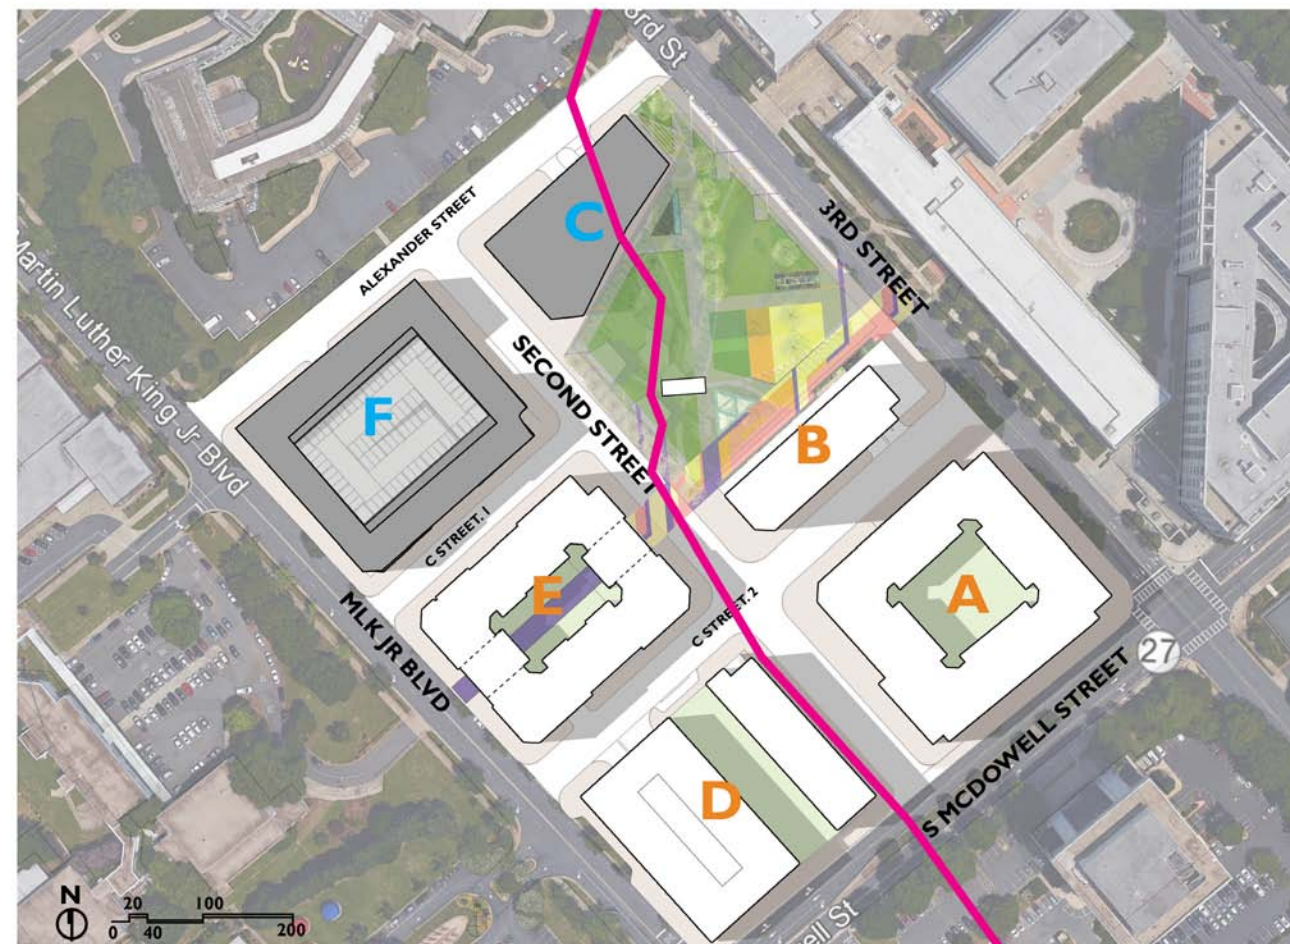 3rd St
ALEXANDER STREET
C
3RD STREET
Martin Luther King Jr Blvd
SECOND STREET
F
B
C STREET. 1
E
A
C STREET. 2
MLK JR BLVD
27
S MCDOWELL STREET
D
N
20 100
0 40 200
ell St